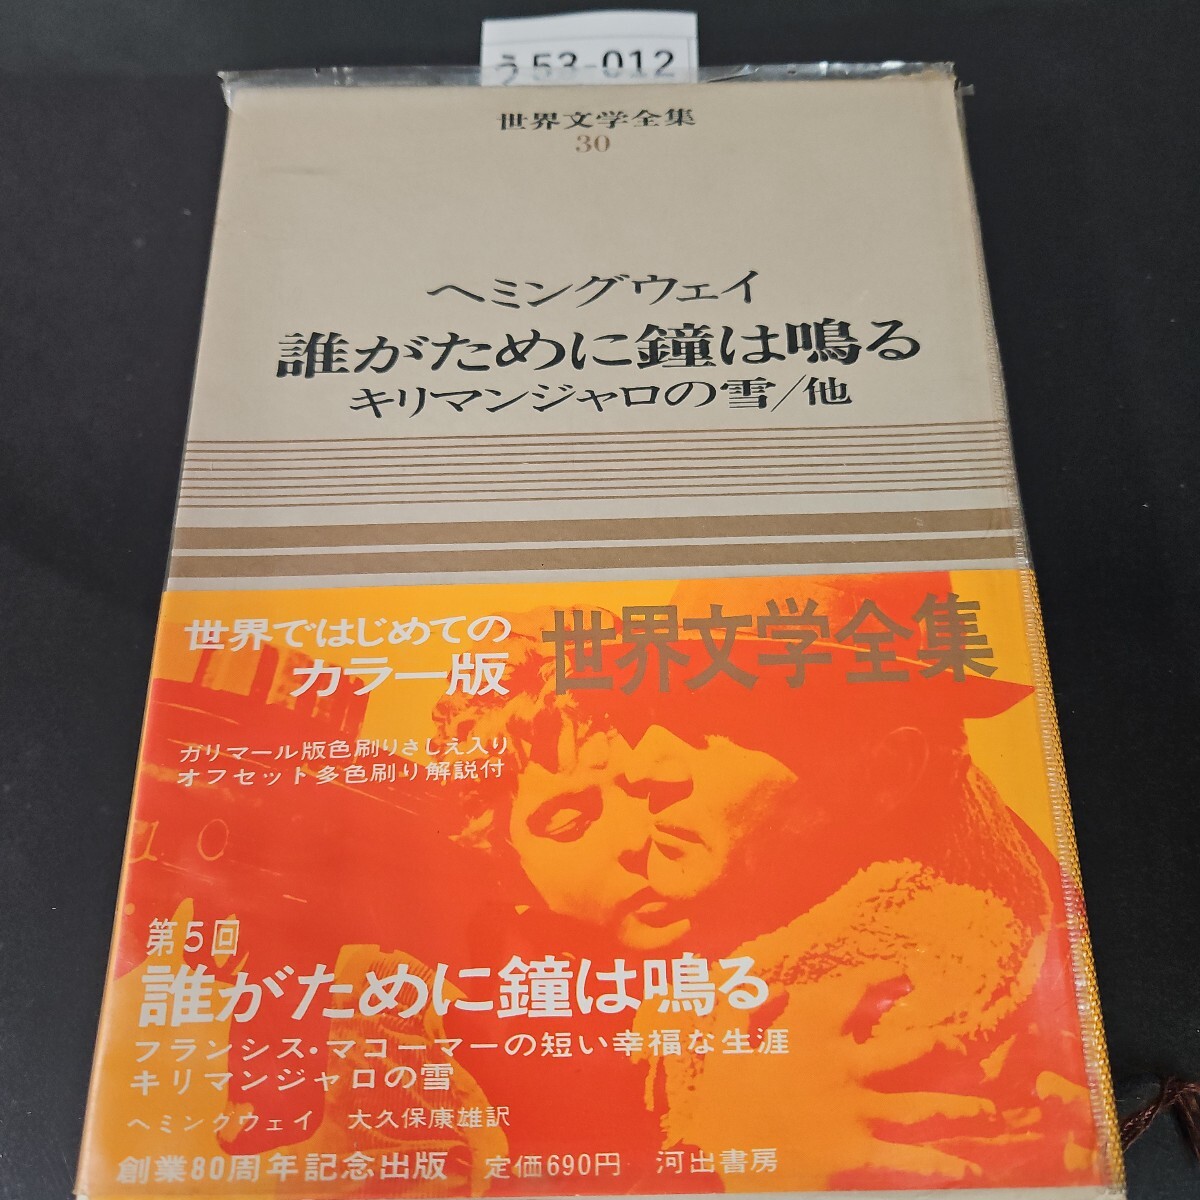 う53-012
世界文学全集
30
ヘミングウェイ
誰がために鐘は鳴る
キリマンジャロの雪/他
世界ではじめての
カラー版
世界文学全集
ガリマール版色刷りさしえ入り
オフセット多色刷り解説付
10
第5回
誰がために鐘は鳴る
フランシス・マコーマーの短い幸福な生涯
キリマンジャロの雪
ヘミングウェイ 大久保康雄訳
創業80周年記念出版 定価690円 河出書房